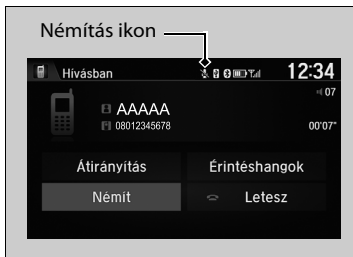 Némítás ikon
Hívásban 12:34
07
AAAAA
08012345678 00'07"
Átirányítás Érintéshangok
Némít Letesz